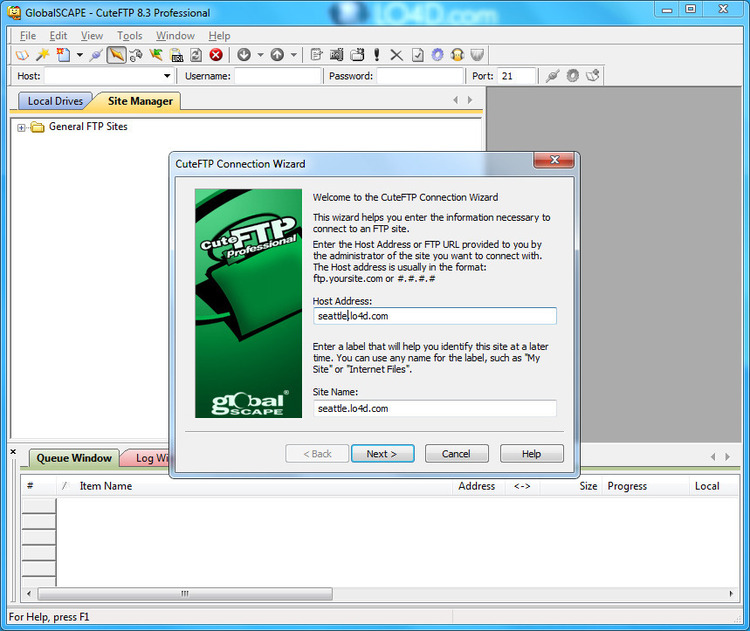 GlobalSCAPE - CuteFTP 8.3 Professional
LO4D.com
File Edit View Tools Window Help
Host: Username: Password: Port: 21
Local Drives Site Manager
General FTP Sites
CuteFTP Connection Wizard
CuteFTP
Professional
globalSCAPE®
Welcome to the CuteFTP Connection Wizard
This wizard helps you enter the information necessary to
connect to an FTP site.
Enter the Host Address or FTP URL provided to you by
the administrator of the site you want to connect with.
The Host address is usually in the format:
ftp.yoursite.com or #.#.#.#
Host Address:
seattle.lo4d.com
Enter a label that will help you identify this site at a later
time. You can use any name for the label, such as "My
Site" or "Internet Files".
Site Name:
seattle.lo4d.com
< Back Next > Cancel Help
Queue Window Log Wi
# / Item Name Address <-> Size Progress Local
For Help, press F1